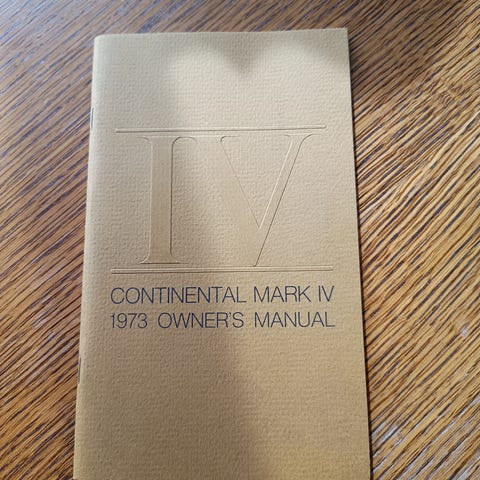 IV
CONTINENTAL MARK IV
1973 OWNER'S MANUAL